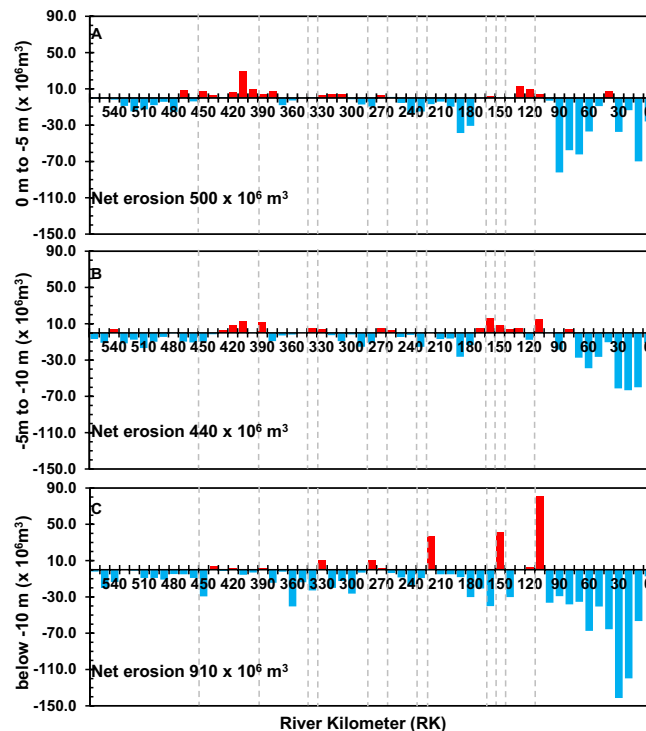 90.0
A
10.0
540 510 480 450 420 390 360 330 300 270 240 210 180 150 120 90 60 30 0
-30.0
-70.0
-110.0
-150.0
0 m to -5 m (x 10⁶m³)
Net erosion 500 x 10⁶ m³
90.0
B
10.0
540 510 480 450 420 390 360 330 300 270 240 210 180 150 120 90 60 30 0
-30.0
-70.0
-110.0
-150.0
-5m to -10 m (x 10⁶m³)
Net erosion 440 x 10⁶ m³
90.0
C
50.0
10.0
540 510 480 450 420 390 360 330 300 270 240 210 180 150 120 90 60 30 0
-30.0
-70.0
-110.0
-150.0
below -10 m (x 10⁶m³)
Net erosion 910 x 10⁶ m³
River Kilometer (RK)